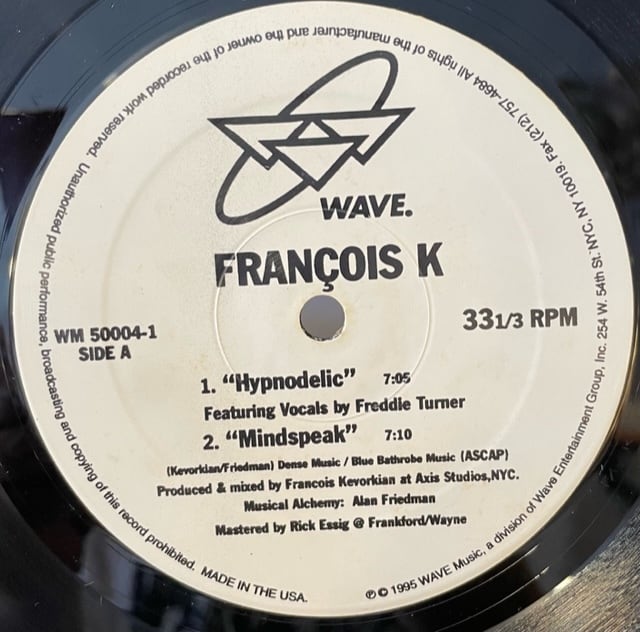 WAVE.
FRANÇOIS K
WM 50004-1
SIDE A
33 1/3 RPM
1. “Hypnodelic” 7:05
Featuring Vocals by Freddie Turner
2. “Mindspeak” 7:10
(Kevorkian/Friedman) Dense Music / Blue Bathrobe Music (ASCAP)
Produced & mixed by Francois Kevorkian at Axis Studios,NYC.
Musical Alchemy: Alan Friedman
Mastered by Rick Essig @ Frankford/Wayne
℗ © 1995 WAVE Music, a division of Wave Entertainment Group, Inc. 254 W. 54th St. NYC, NY 10019. Fax (212) 757-4684 All rights of the manufacturer and the owner of the recorded work reserved. Unauthorized public performance, broadcasting and copying of this record prohibited. MADE IN THE USA.